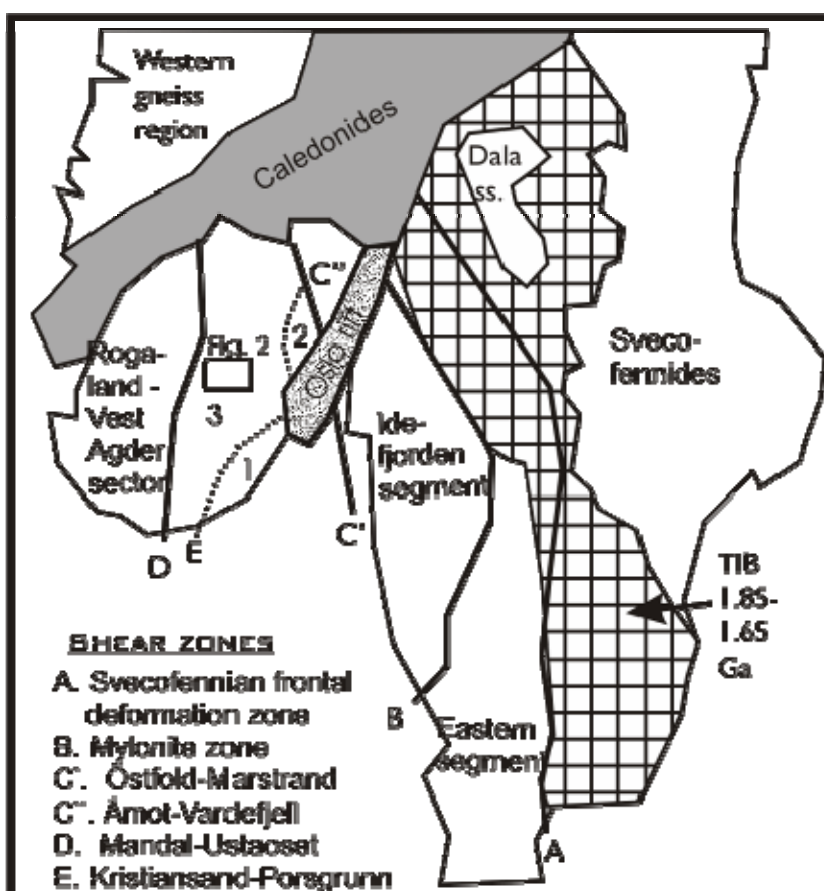 Western
gneiss
region
Caledonides
Dala
ss.
C"
Oslo rift
2
Fig. 2
3
1
Roga-
land -
Vest
Agder
sector
Ide-
fjorden
segment
Sveco-
fennides
C'
D
E
TIB
1.85-
1.65
Ga
B
Eastern
segment
A
SHEAR ZONES
A. Svecofennian frontal
deformation zone
B. Mylonite zone
C'. Östfold-Marstrand
C". Åmot-Vardefjell
D. Mandal-Ustaoset
E. Kristiansand-Porsgrunn